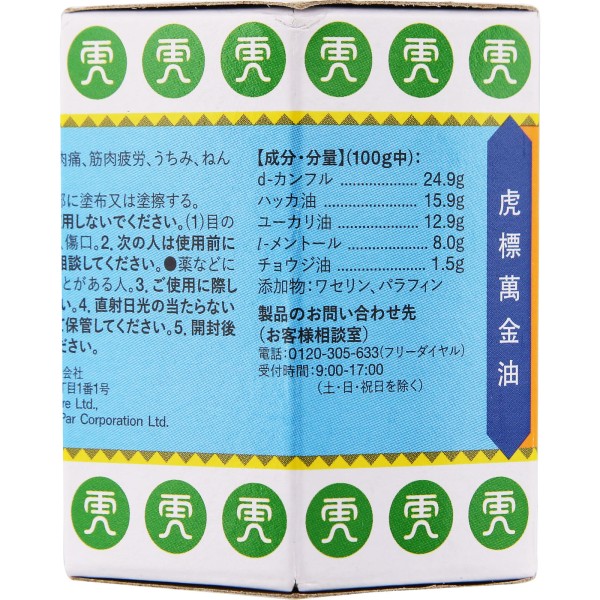 肉痛、筋肉疲労、うちみ、ねん
に塗布又は塗擦する。
用しないでください。(1)目の
傷口。2、次の人は使用前に
相談してください。●薬などに
とがある人。3、ご使用に際し
い。4、直射日光の当たらない
て保管してください。5、開封後
ださい。
会社
丁目1番1号
re Ltd.,
Par Corporation Ltd.
【成分・分量】(100g中):
d-カンフル 24.9g
ハッカ油 15.9g
ユーカリ油 12.9g
l-メントール 8.0g
チョウジ油 1.5g
添加物:ワセリン、パラフィン
製品のお問い合わせ先
(お客様相談室)
電話:0120-305-633(フリーダイヤル)
受付時間:9:00-17:00
(土・日・祝日を除く)
虎標萬金油